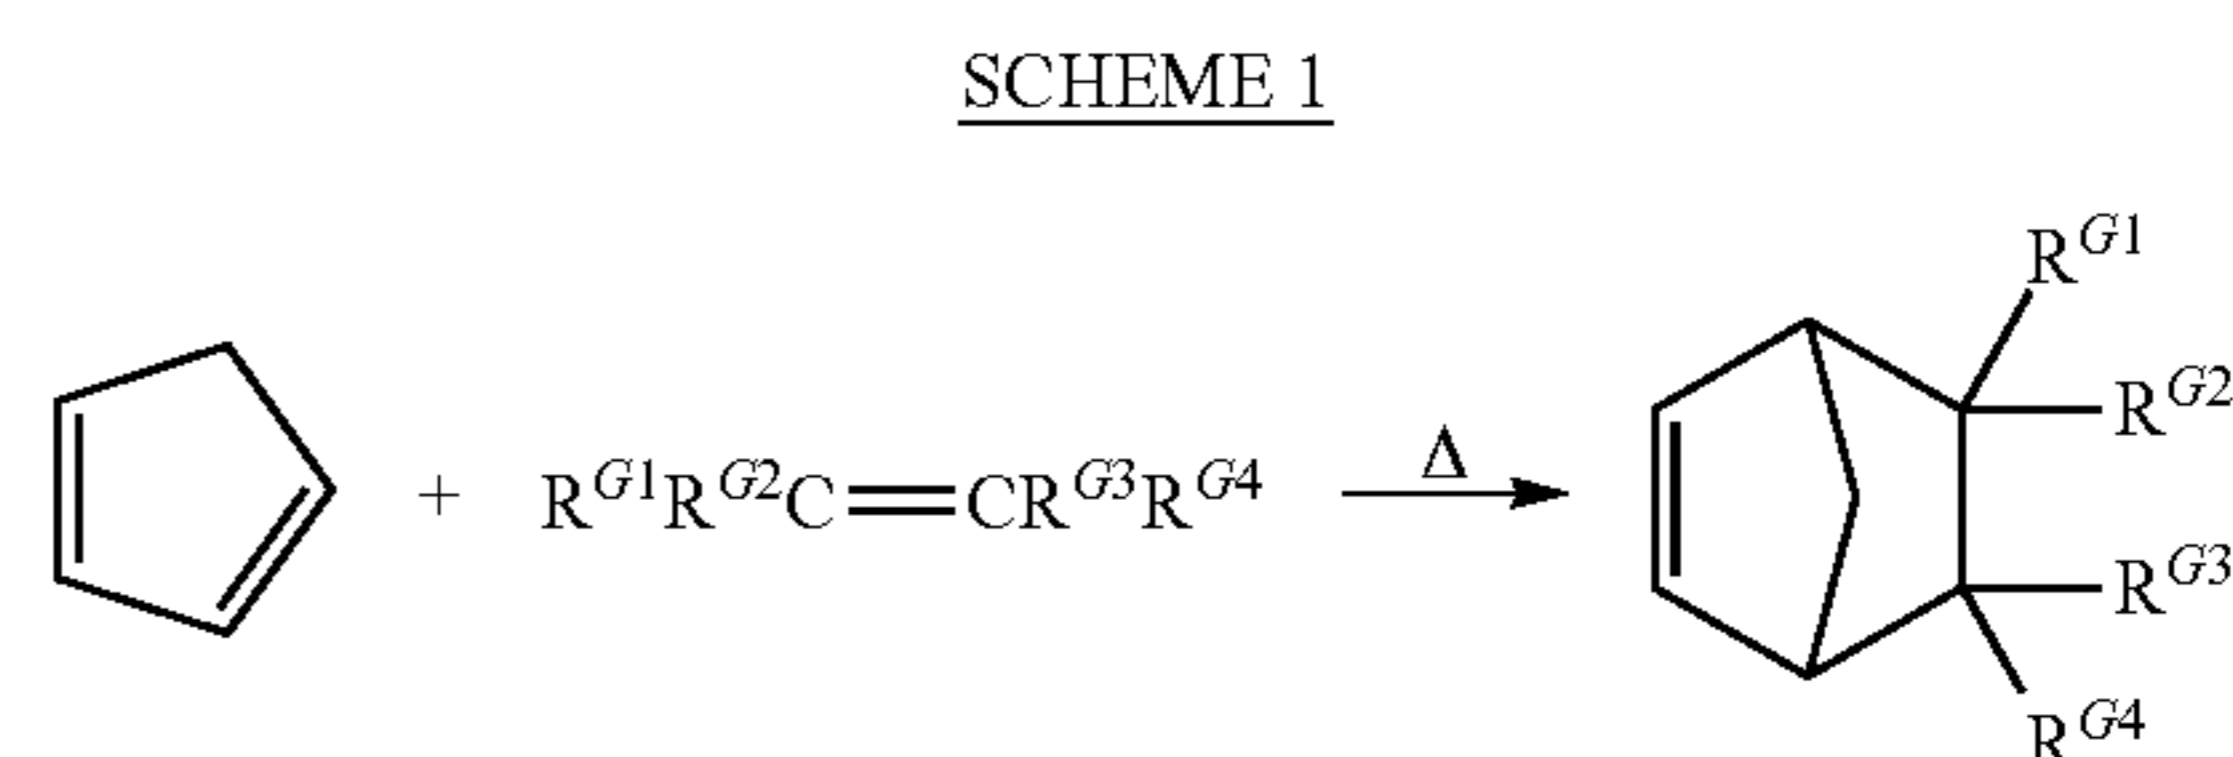 SCHEME 1
R^G1
Δ
R^G2
+ R^G1R^G2C=CR^G3R^G4
R^G3
R^G4